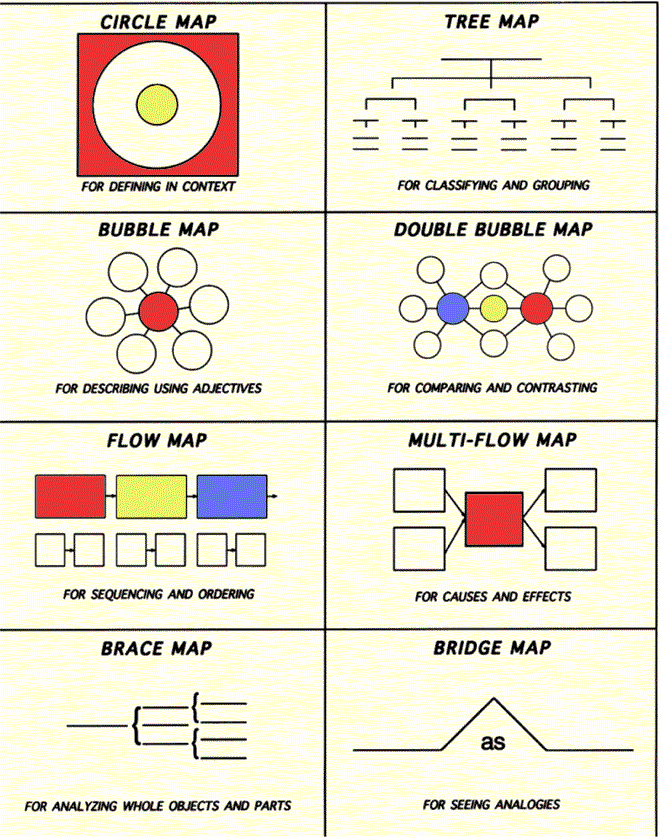 CIRCLE MAP
FOR DEFINING IN CONTEXT
TREE MAP
FOR CLASSIFYING AND GROUPING
BUBBLE MAP
FOR DESCRIBING USING ADJECTIVES
DOUBLE BUBBLE MAP
FOR COMPARING AND CONTRASTING
FLOW MAP
FOR SEQUENCING AND ORDERING
MULTI-FLOW MAP
FOR CAUSES AND EFFECTS
BRACE MAP
FOR ANALYZING WHOLE OBJECTS AND PARTS
BRIDGE MAP
as
FOR SEEING ANALOGIES